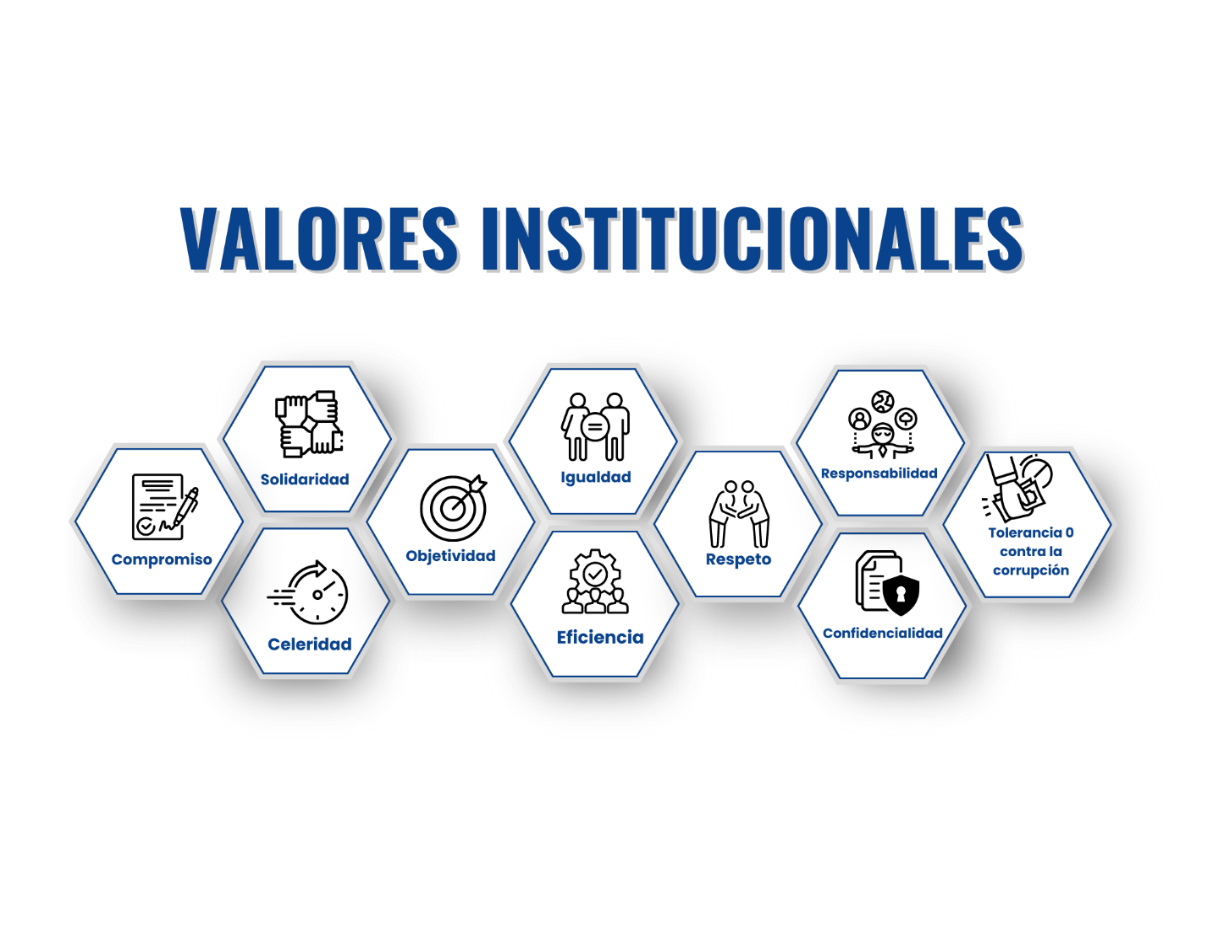 VALORES INSTITUCIONALES
Compromiso
Solidaridad
Celeridad
Objetividad
Igualdad
Eficiencia
Respeto
Responsabilidad
Confidencialidad
Tolerancia 0
contra la
corrupción